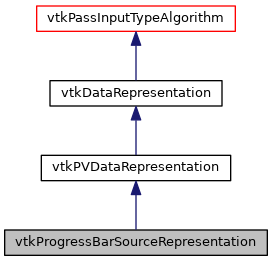 vtkPassInputTypeAlgorithm
vtkDataRepresentation
vtkPVDataRepresentation
vtkProgressBarSourceRepresentation